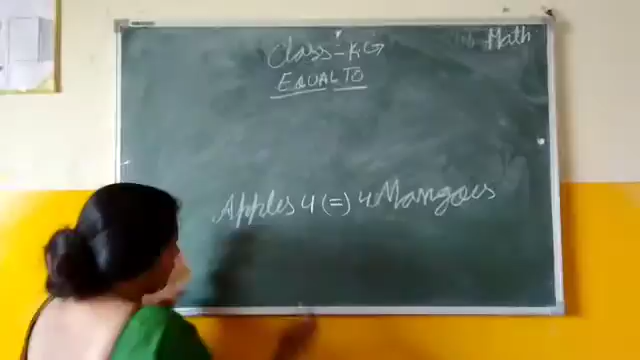 Math
Class - KG
EQUAL TO
Apples 4 (=) 4 Mangoes